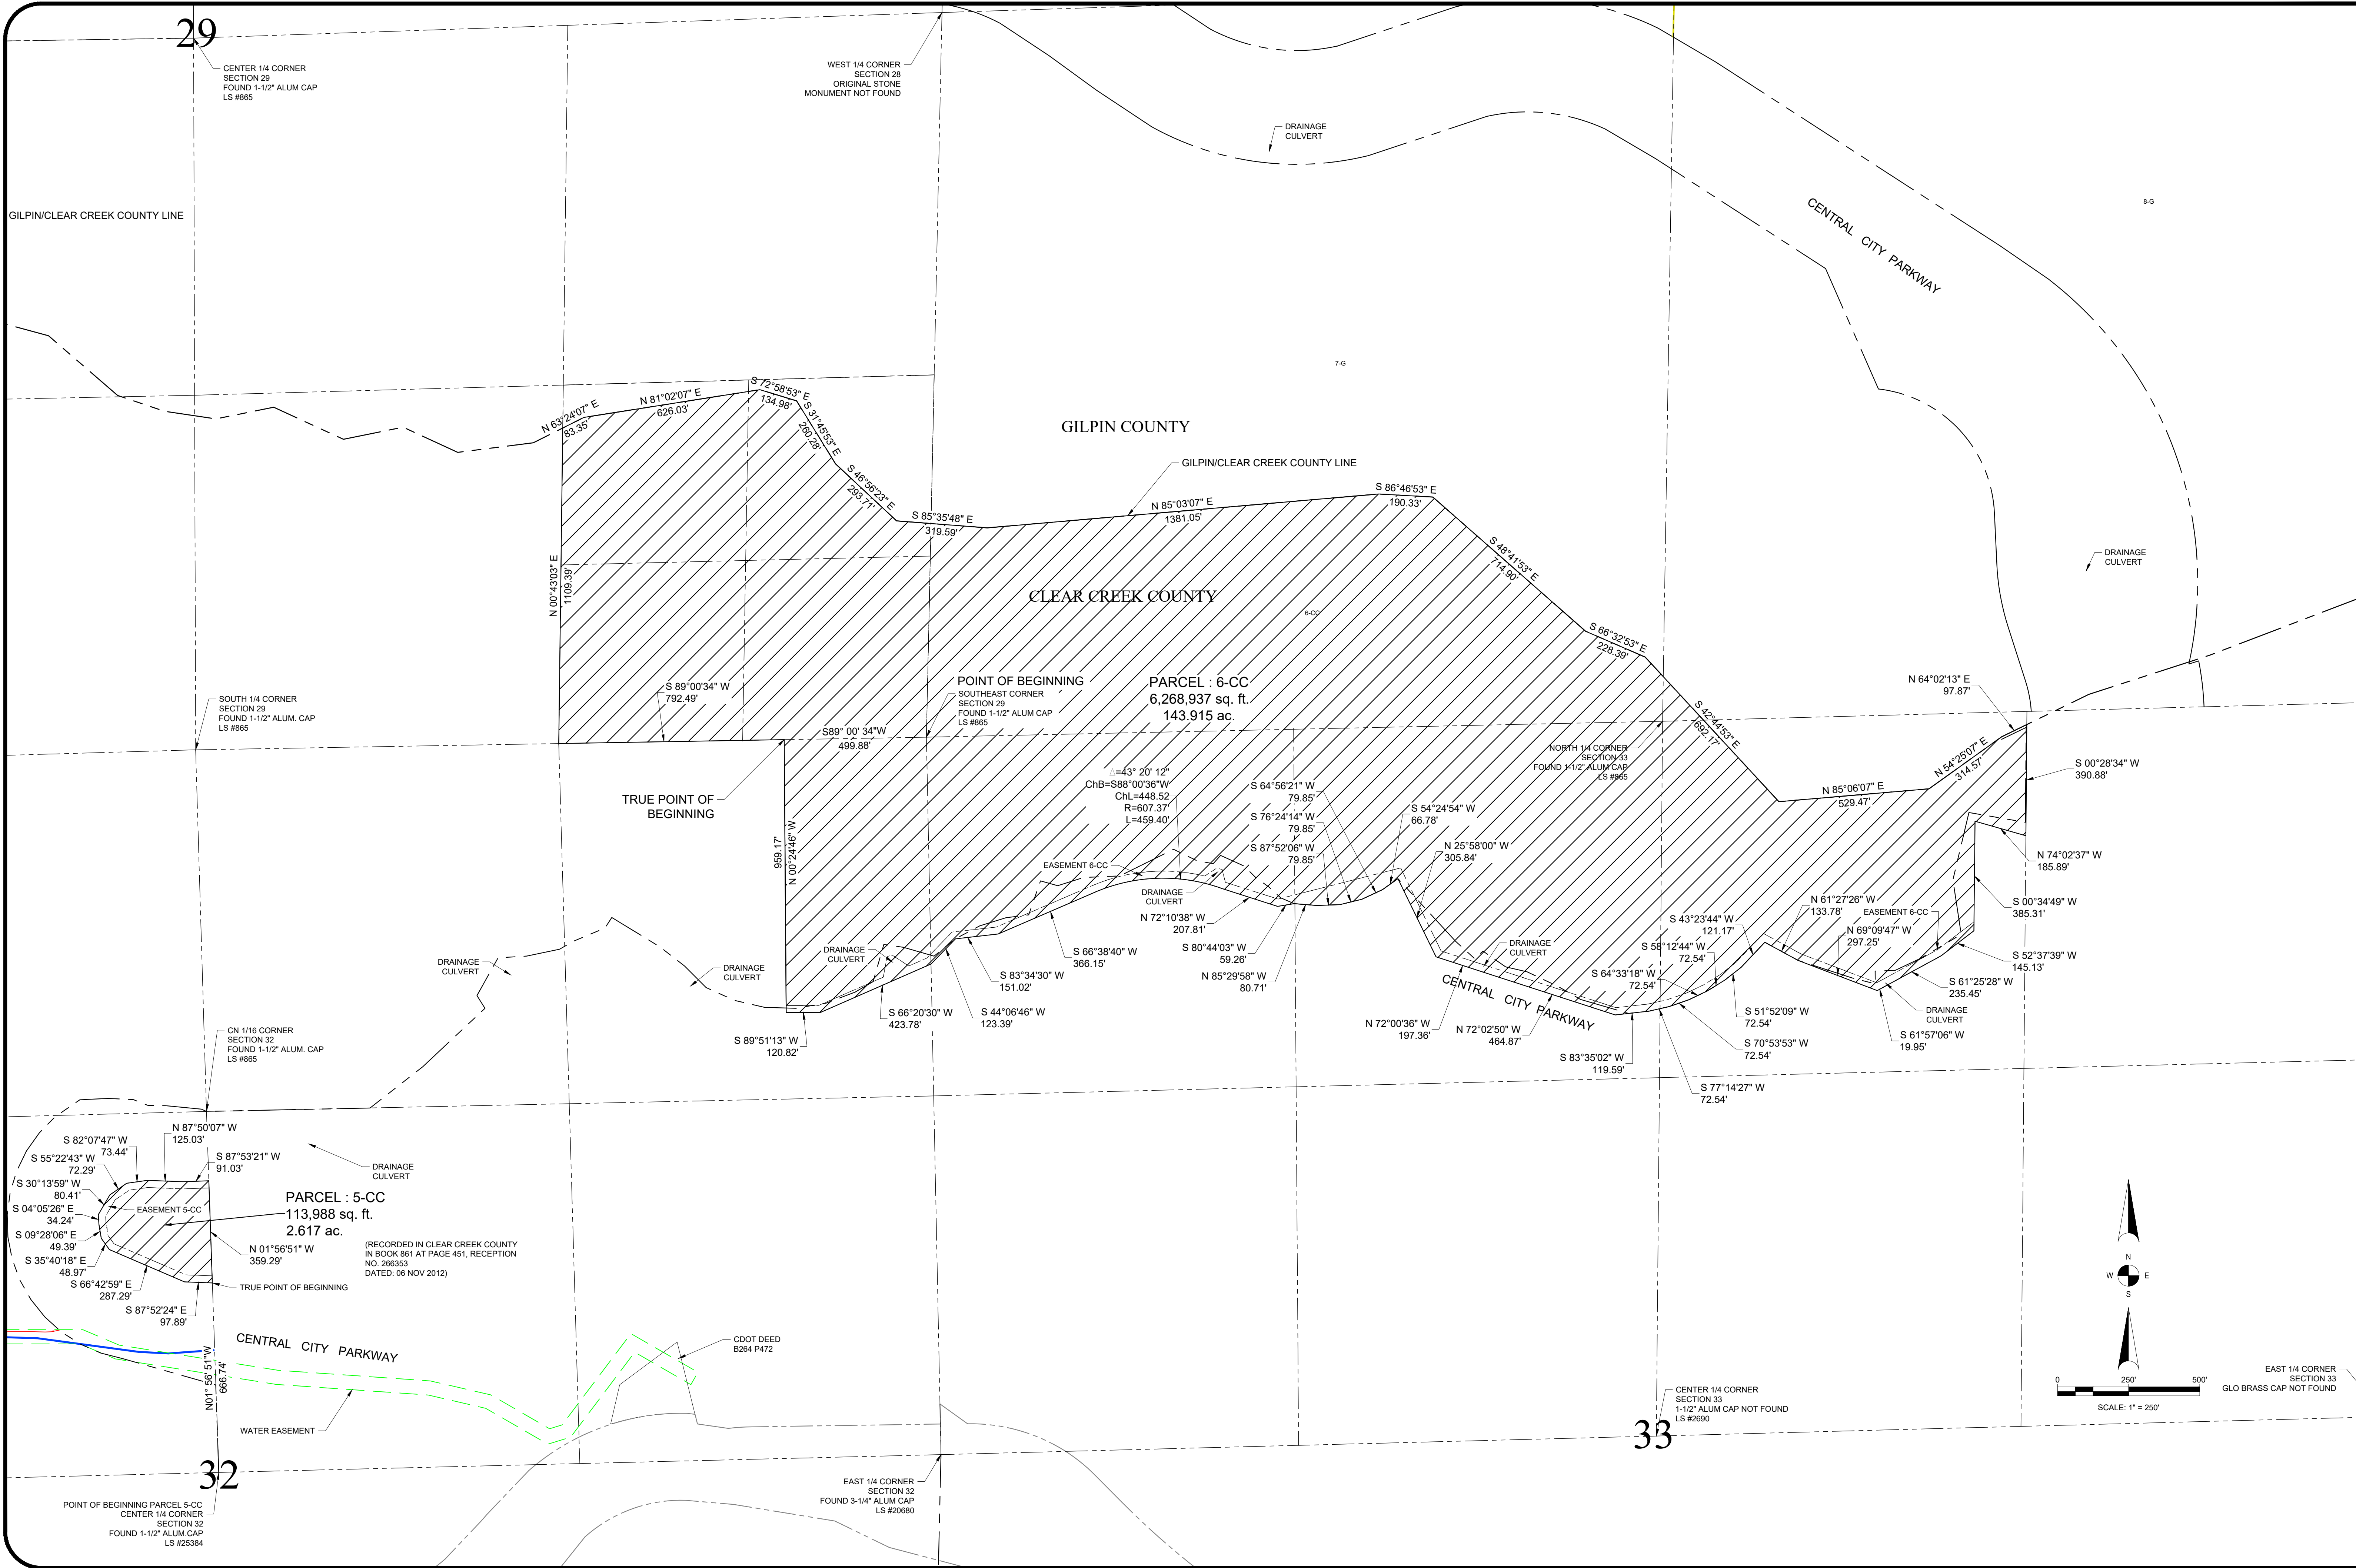 29
CENTER 1/4 CORNER
SECTION 29
FOUND 1-1/2" ALUM CAP
LS #865
WEST 1/4 CORNER
SECTION 28
ORIGINAL STONE
MONUMENT NOT FOUND
DRAINAGE
CULVERT
CENTRAL CITY PARKWAY
8-G
GILPIN/CLEAR CREEK COUNTY LINE
7-G
GILPIN COUNTY
GILPIN/CLEAR CREEK COUNTY LINE
N 63°24'07" E
83.35'
N 81°02'07" E
626.03'
S 72°58'53" E
134.98'
S 31°45'53" E
260.28'
S 46°56'23" E
293.71'
S 85°35'48" E
319.59'
N 85°03'07" E
1381.05'
S 86°46'53" E
190.33'
S 48°41'53" E
714.90'
S 66°32'53" E
228.39'
S 42°44'53" E
692.17'
N 85°06'07" E
529.47'
N 54°25'07" E
314.57'
N 64°02'13" E
97.87'
DRAINAGE
CULVERT
N 00°43'03" E
1109.39'
CLEAR CREEK COUNTY
6-CC
SOUTH 1/4 CORNER
SECTION 29
FOUND 1-1/2" ALUM. CAP
LS #865
S 89°00'34" W
792.49'
POINT OF BEGINNING
SOUTHEAST CORNER
SECTION 29
FOUND 1-1/2" ALUM CAP
LS #865
PARCEL : 6-CC
6,268,937 sq. ft.
143.915 ac.
S89° 00' 34"W
499.88'
NORTH 1/4 CORNER
SECTION 33
FOUND 1-1/2" ALUM CAP
LS #865
S 00°28'34" W
390.88'
TRUE POINT OF
BEGINNING
959.17'
N 00°24'46" W
△=43° 20' 12"
ChB=S88°00'36"W
ChL=448.52
R=607.37'
L=459.40'
S 64°56'21" W
79.85'
S 76°24'14" W
79.85'
S 87°52'06" W
79.85'
S 54°24'54" W
66.78'
N 25°58'00" W
305.84'
N 74°02'37" W
185.89'
EASEMENT 6-CC
DRAINAGE
CULVERT
N 72°10'38" W
207.81'
S 80°44'03" W
59.26'
N 85°29'58" W
80.71'
N 61°27'26" W
133.78'
EASEMENT 6-CC
S 00°34'49" W
385.31'
S 43°23'44" W
121.17'
N 69°09'47" W
297.25'
S 58°12'44" W
72.54'
S 64°33'18" W
72.54'
S 52°37'39" W
145.13'
S 61°25'28" W
235.45'
DRAINAGE
CULVERT
S 61°57'06" W
19.95'
DRAINAGE
CULVERT
DRAINAGE
CULVERT
DRAINAGE
CULVERT
DRAINAGE
CULVERT
S 66°38'40" W
366.15'
S 83°34'30" W
151.02'
S 44°06'46" W
123.39'
S 66°20'30" W
423.78'
S 89°51'13" W
120.82'
CENTRAL CITY PARKWAY
N 72°00'36" W
197.36'
N 72°02'50" W
464.87'
S 83°35'02" W
119.59'
S 51°52'09" W
72.54'
S 70°53'53" W
72.54'
S 77°14'27" W
72.54'
CN 1/16 CORNER
SECTION 32
FOUND 1-1/2" ALUM. CAP
LS #865
N 87°50'07" W
125.03'
S 82°07'47" W
73.44'
S 55°22'43" W
72.29'
S 87°53'21" W
91.03'
S 30°13'59" W
80.41'
S 04°05'26" E
34.24'
S 09°28'06" E
49.39'
S 35°40'18" E
48.97'
S 66°42'59" E
287.29'
S 87°52'24" E
97.89'
EASEMENT 5-CC
DRAINAGE
CULVERT
PARCEL : 5-CC
113,988 sq. ft.
2.617 ac.
N 01°56'51" W
359.29'
(RECORDED IN CLEAR CREEK COUNTY
IN BOOK 861 AT PAGE 451, RECEPTION
NO. 266353
DATED: 06 NOV 2012)
TRUE POINT OF BEGINNING
CENTRAL CITY PARKWAY
N01° 56' 51"W
666.74'
WATER EASEMENT
CDOT DEED
B264 P472
32
POINT OF BEGINNING PARCEL 5-CC
CENTER 1/4 CORNER
SECTION 32
FOUND 1-1/2" ALUM.CAP
LS #25384
EAST 1/4 CORNER
SECTION 32
FOUND 3-1/4" ALUM CAP
LS #20680
33
CENTER 1/4 CORNER
SECTION 33
1-1/2" ALUM CAP NOT FOUND
LS #2690
N
W E
S
0 250' 500'
SCALE: 1" = 250'
EAST 1/4 CORNER
SECTION 33
GLO BRASS CAP NOT FOUND